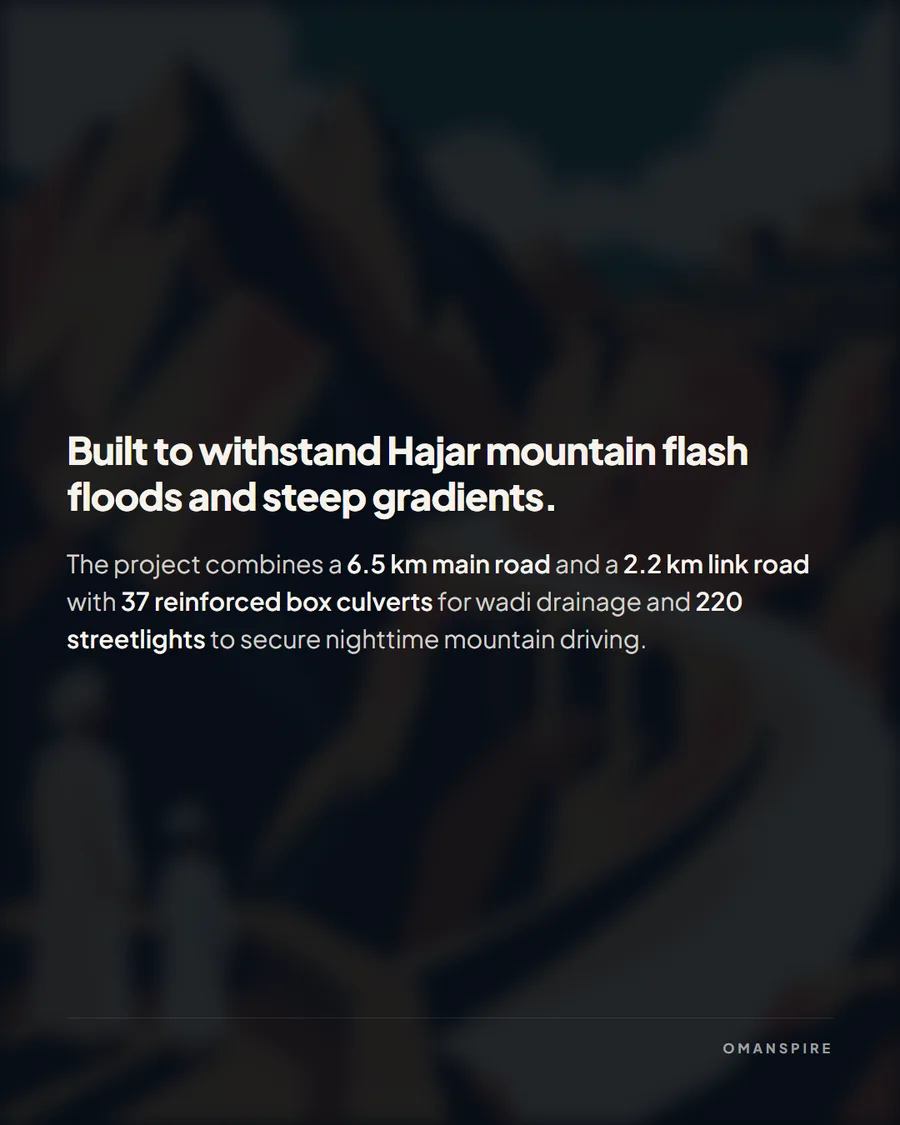 Built to withstand Hajar mountain flash
floods and steep gradients.
The project combines a 6.5 km main road and a 2.2 km link road
with 37 reinforced box culverts for wadi drainage and 220
streetlights to secure nighttime mountain driving.
OMANSPIRE